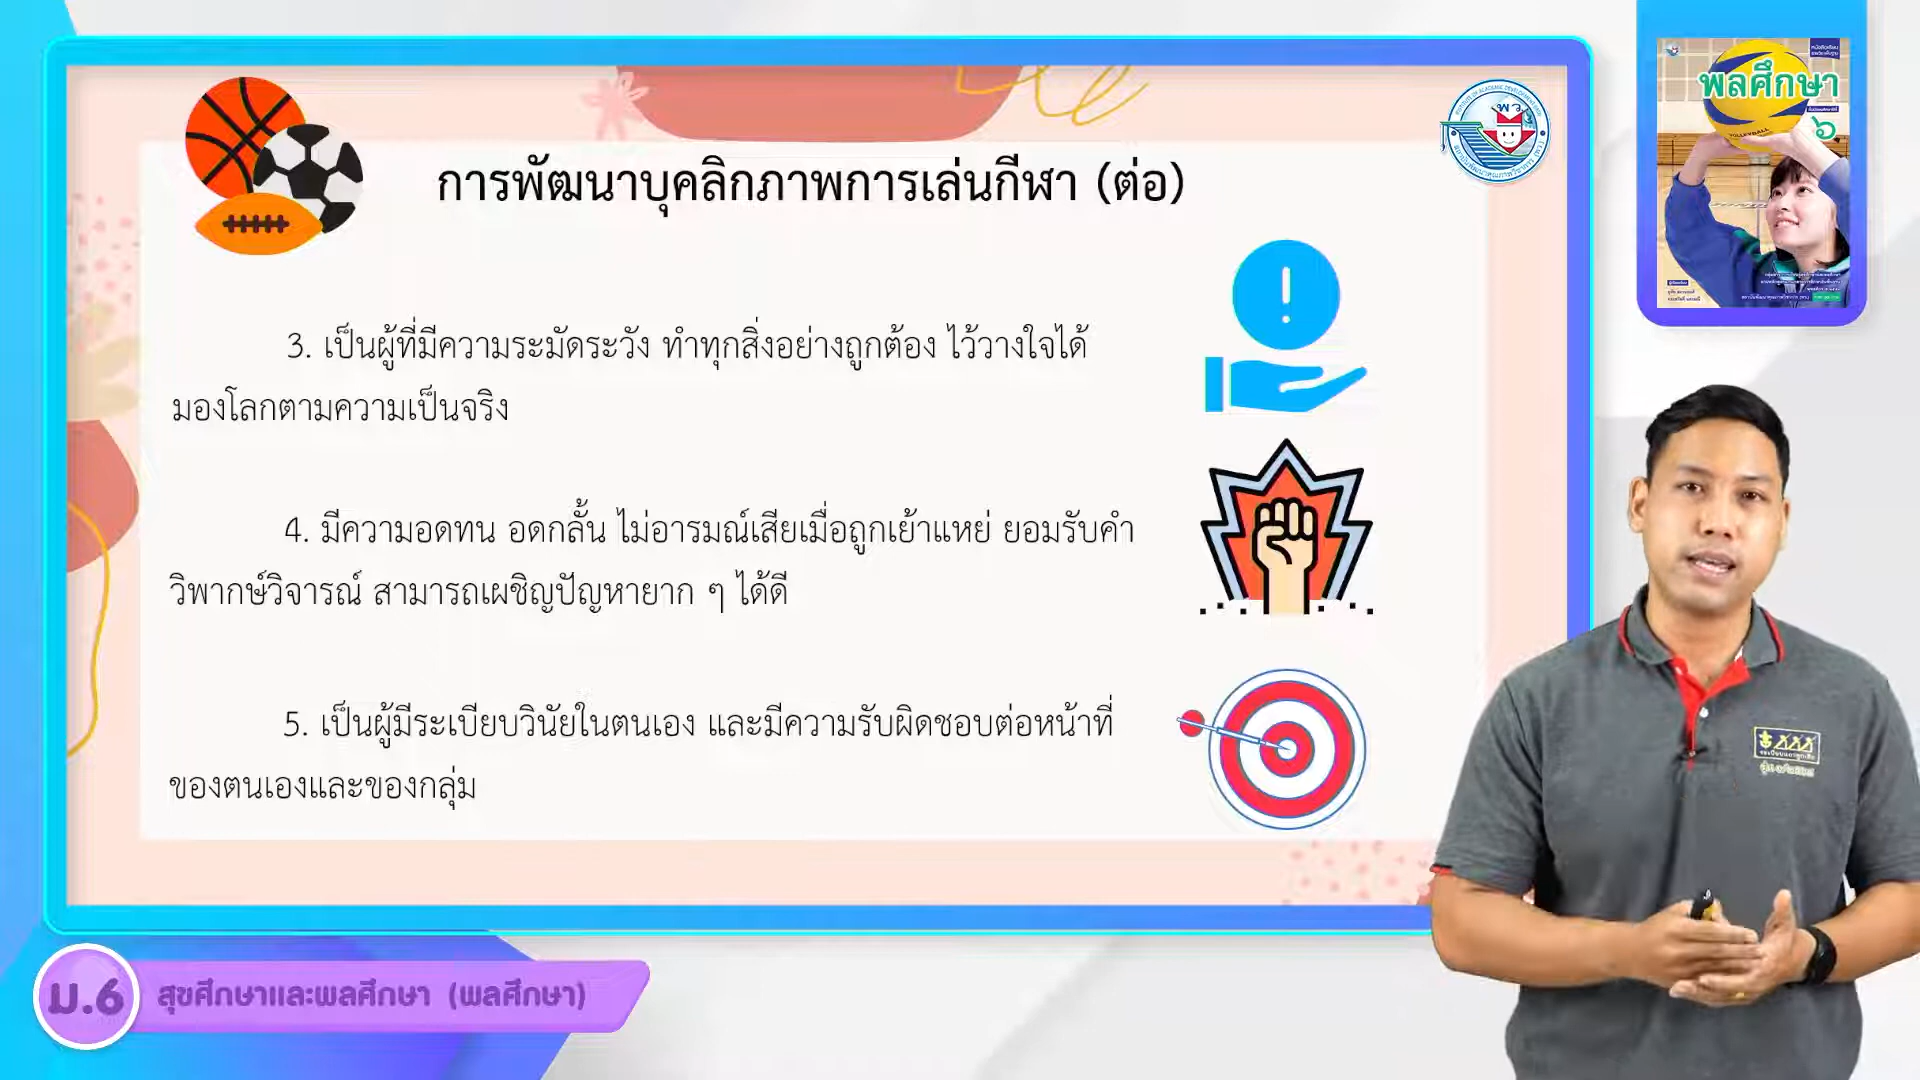 การพัฒนาบุคลิกภาพการเล่นกีฬา (ต่อ)
3. เป็นผู้ที่มีความระมัดระวัง ทำทุกสิ่งอย่างถูกต้อง ไว้วางใจได้
มองโลกตามความเป็นจริง
4. มีความอดทน อดกลั้น ไม่อารมณ์เสียเมื่อถูกเย้าแหย่ ยอมรับคำ
วิพากษ์วิจารณ์ สามารถเผชิญปัญหายาก ๆ ได้ดี
5. เป็นผู้มีระเบียบวินัยในตนเอง และมีความรับผิดชอบต่อหน้าที่
ของตนเองและของกลุ่ม
พว
พลศึกษา
๖
VOLLEYBALL
ม.6
สุขศึกษาและพลศึกษา (พลศึกษา)